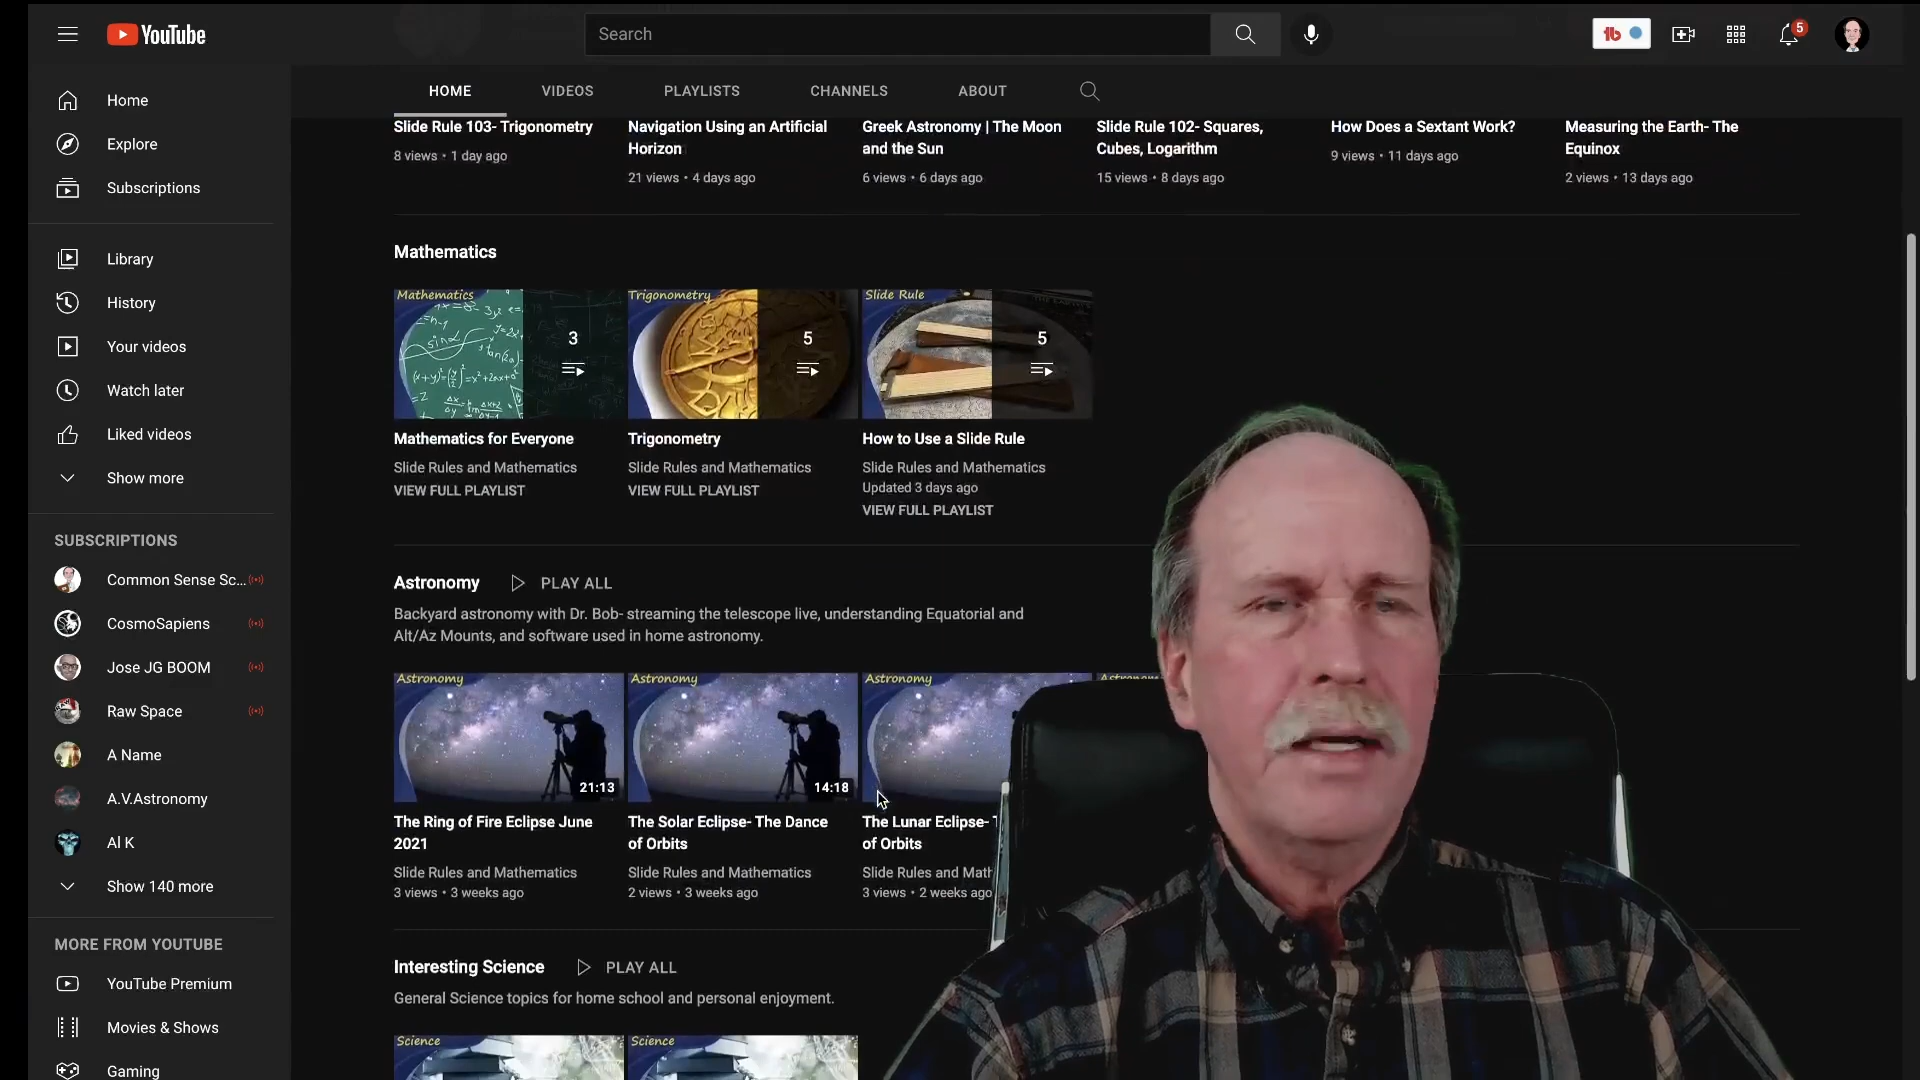 YouTube
Search
5
Home
Explore
Subscriptions
Library
History
Your videos
Watch later
Liked videos
Show more
SUBSCRIPTIONS
Common Sense Sc...
CosmoSapiens
Jose JG BOOM
Raw Space
A Name
A.V.Astronomy
Al K
Show 140 more
MORE FROM YOUTUBE
YouTube Premium
Movies & Shows
Gaming
HOME VIDEOS PLAYLISTS CHANNELS ABOUT
Slide Rule 103- Trigonometry
8 views • 1 day ago
Navigation Using an Artificial
Horizon
21 views • 4 days ago
Greek Astronomy | The Moon
and the Sun
6 views • 6 days ago
Slide Rule 102- Squares,
Cubes, Logarithm
15 views • 8 days ago
How Does a Sextant Work?
9 views • 11 days ago
Measuring the Earth- The
Equinox
2 views • 13 days ago
Mathematics
Mathematics
3
Mathematics for Everyone
Slide Rules and Mathematics
VIEW FULL PLAYLIST
Trigonometry
5
Trigonometry
Slide Rules and Mathematics
VIEW FULL PLAYLIST
Slide Rule
5
How to Use a Slide Rule
Slide Rules and Mathematics
Updated 3 days ago
VIEW FULL PLAYLIST
Astronomy PLAY ALL
Backyard astronomy with Dr. Bob- streaming the telescope live, understanding Equatorial and
Alt/Az Mounts, and software used in home astronomy.
Astronomy
21:13
The Ring of Fire Eclipse June
2021
Slide Rules and Mathematics
3 views • 3 weeks ago
Astronomy
14:18
The Solar Eclipse- The Dance
of Orbits
Slide Rules and Mathematics
2 views • 3 weeks ago
Astronomy
The Lunar Eclipse-
of Orbits
Slide Rules and
3 views • 2 weeks ago
Interesting Science PLAY ALL
General Science topics for home school and personal enjoyment.
Science
Science